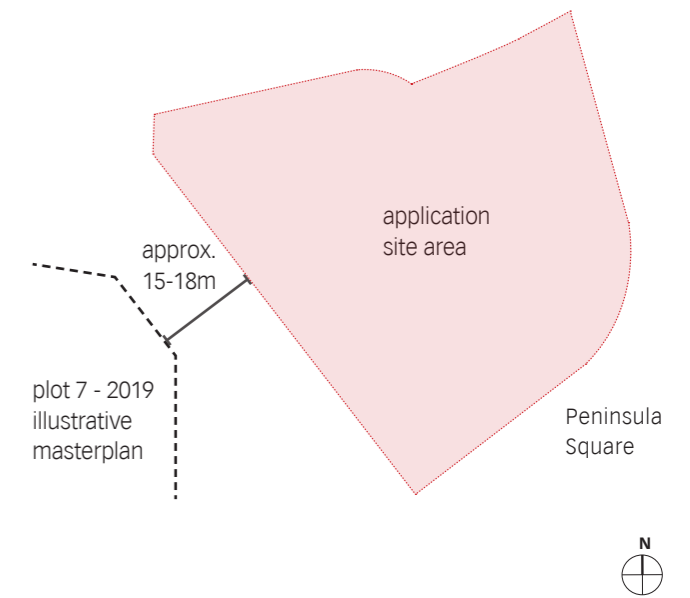 application
site area
approx.
15-18m
plot 7 - 2019
illustrative
masterplan
Peninsula
Square
N